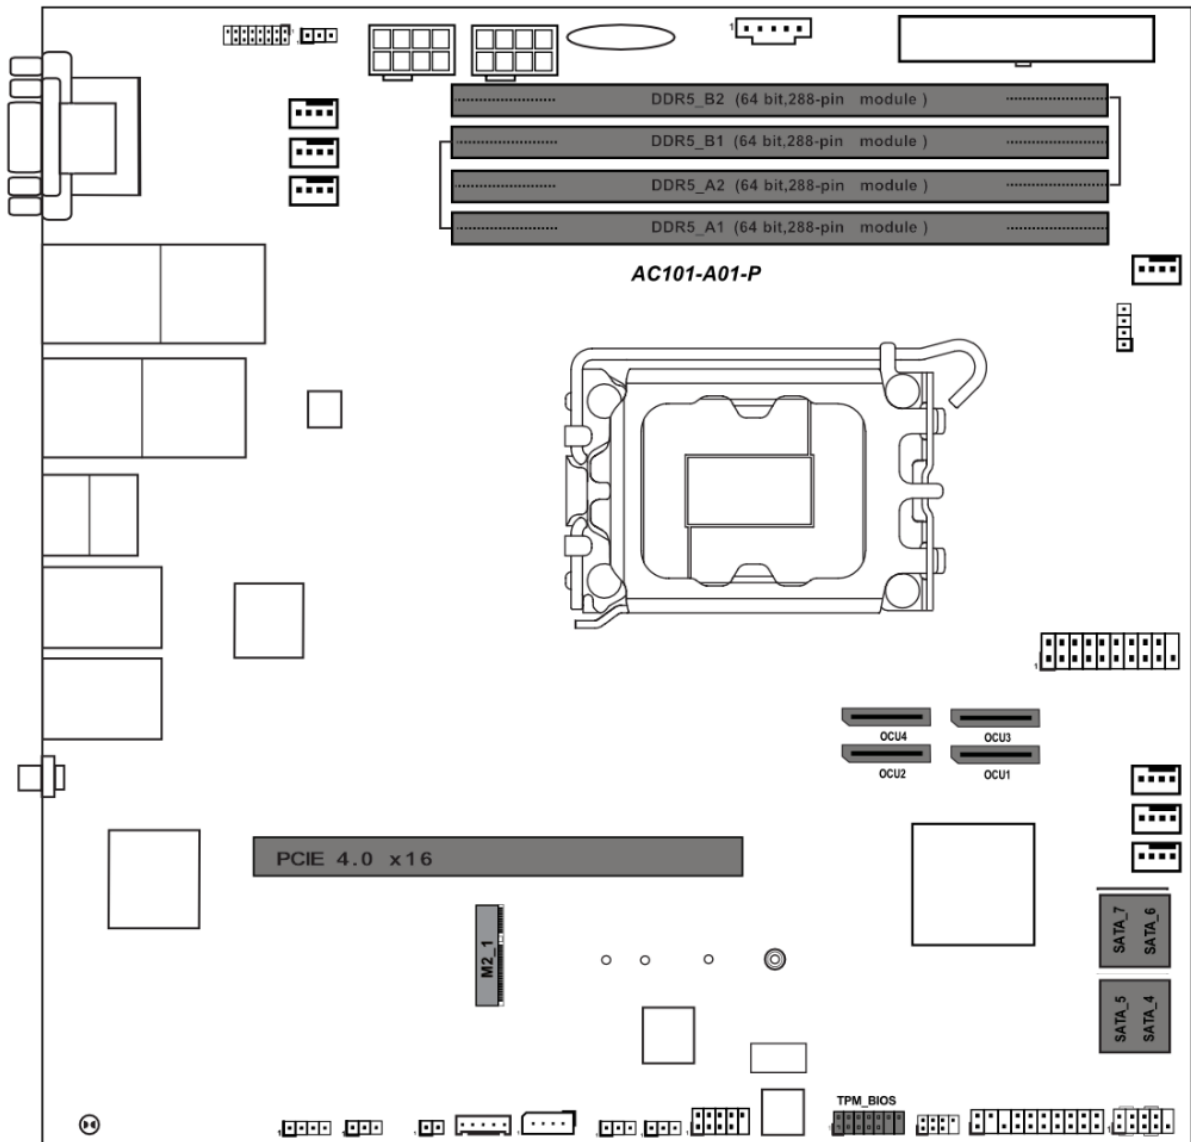 DDR5_B2 (64 bit,288-pin module )
DDR5_B1 (64 bit,288-pin module )
DDR5_A2 (64 bit,288-pin module )
DDR5_A1 (64 bit,288-pin module )
AC101-A01-P
OCU4
OCU3
OCU2
OCU1
PCIE 4.0 x16
M2_1
SATA_7
SATA_6
SATA_5
SATA_4
TPM_BIOS